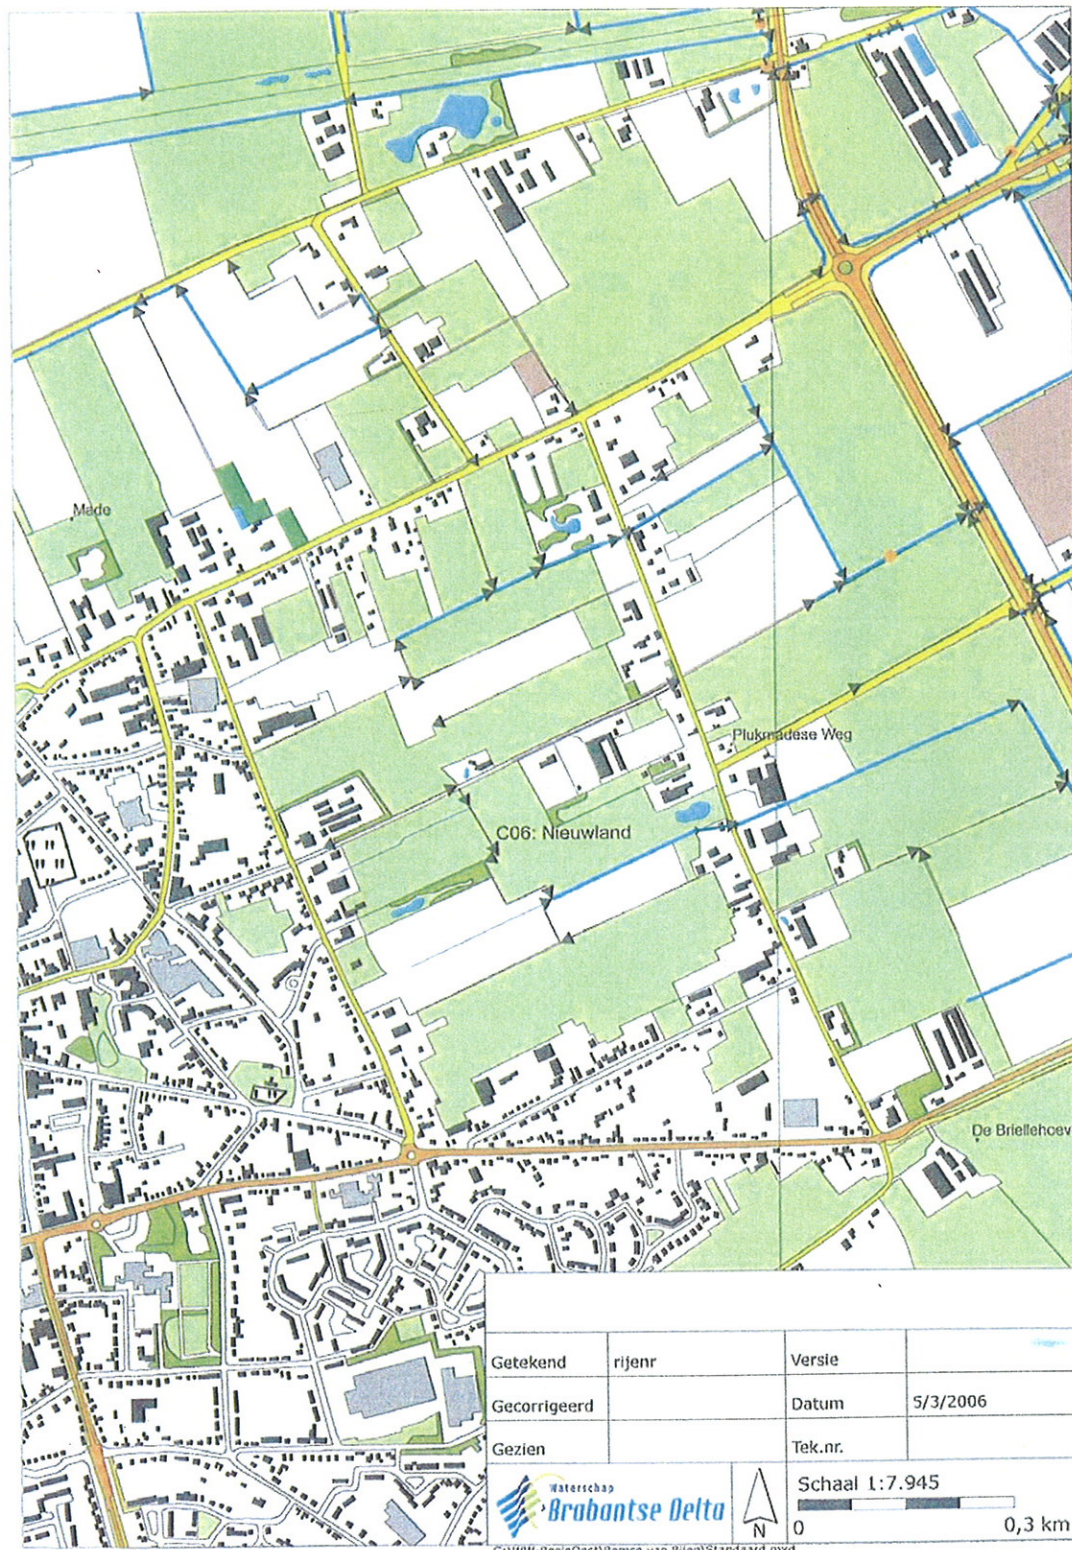 Made
Plukmadese Weg
C06: Nieuwland
De Briellehoev
Getekend rijenr Versie
Gecorrigeerd Datum 5/3/2006
Gezien Tek.nr.
Waterschap
Brabantse Delta
N
Schaal 1:7.945
0 0,3 km